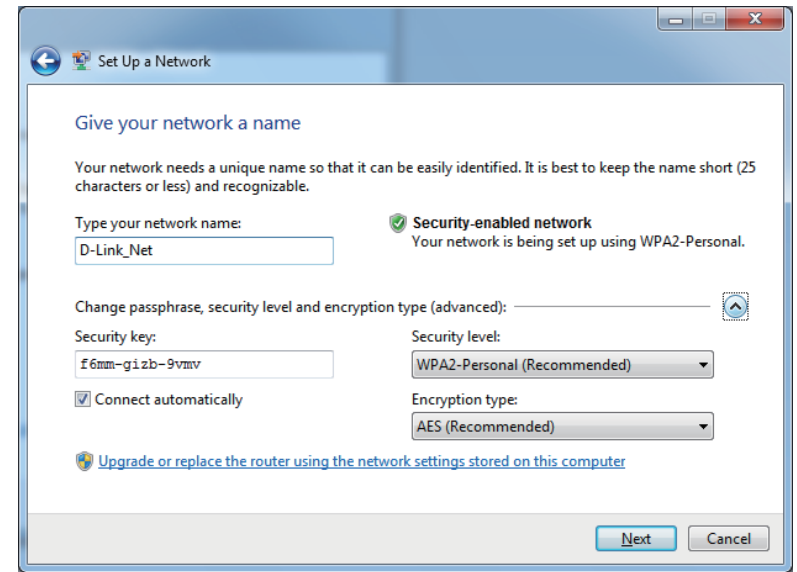 Set Up a Network
Give your network a name
Your network needs a unique name so that it can be easily identified. It is best to keep the name short (25
characters or less) and recognizable.
Type your network name:
D-Link_Net
Security-enabled network
Your network is being set up using WPA2-Personal.
Change passphrase, security level and encryption type (advanced):
Security key:
f6mm-gizb-9vmv
Security level:
WPA2-Personal (Recommended)
Connect automatically
Encryption type:
AES (Recommended)
Upgrade or replace the router using the network settings stored on this computer
Next
Cancel